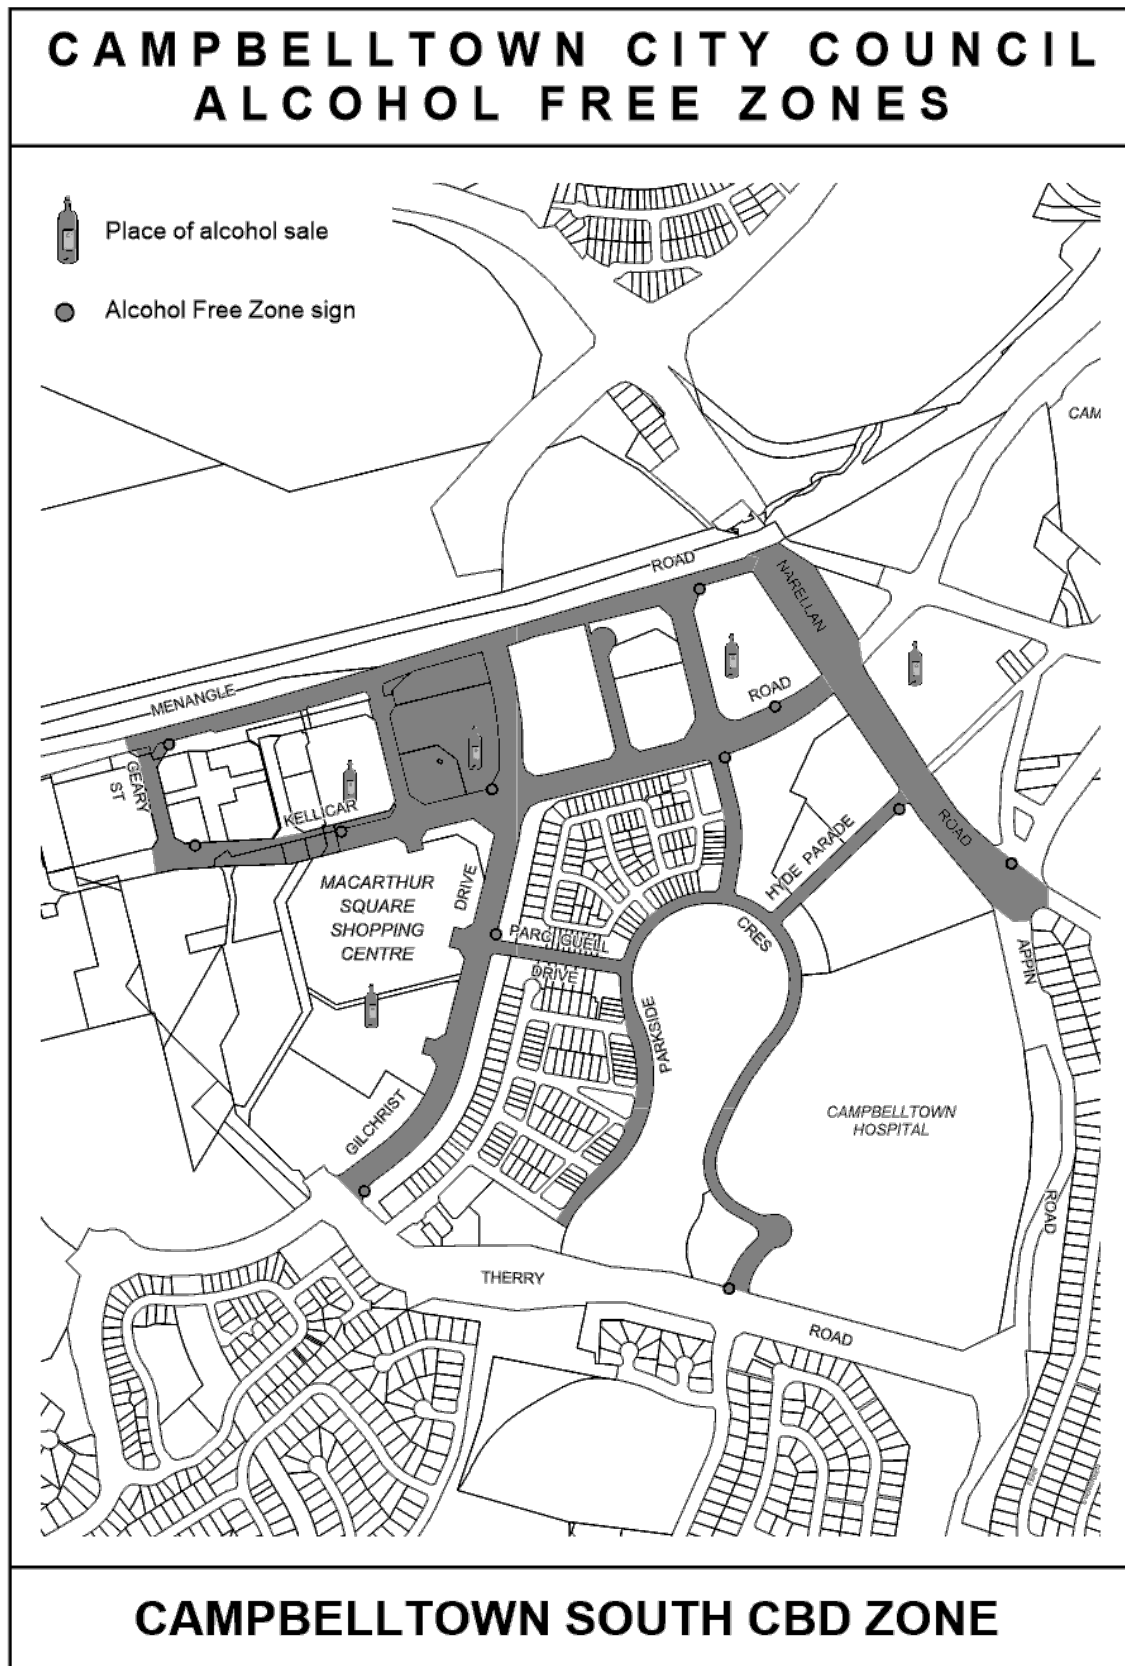 CAMPBELLTOWN CITY COUNCIL
ALCOHOL FREE ZONES
Place of alcohol sale
Alcohol Free Zone sign
CAM
ROAD
NARELLAN
MENANGLE
ROAD
GEARY
ST
KELLICAR
ROAD
HYDE PARADE
MACARTHUR
SQUARE
SHOPPING
CENTRE
DRIVE
PARC GUELL
DRIVE
CRES
APPIN
PARKSIDE
GILCHRIST
CAMPBELLTOWN
HOSPITAL
ROAD
THERRY
ROAD
CAMPBELLTOWN SOUTH CBD ZONE